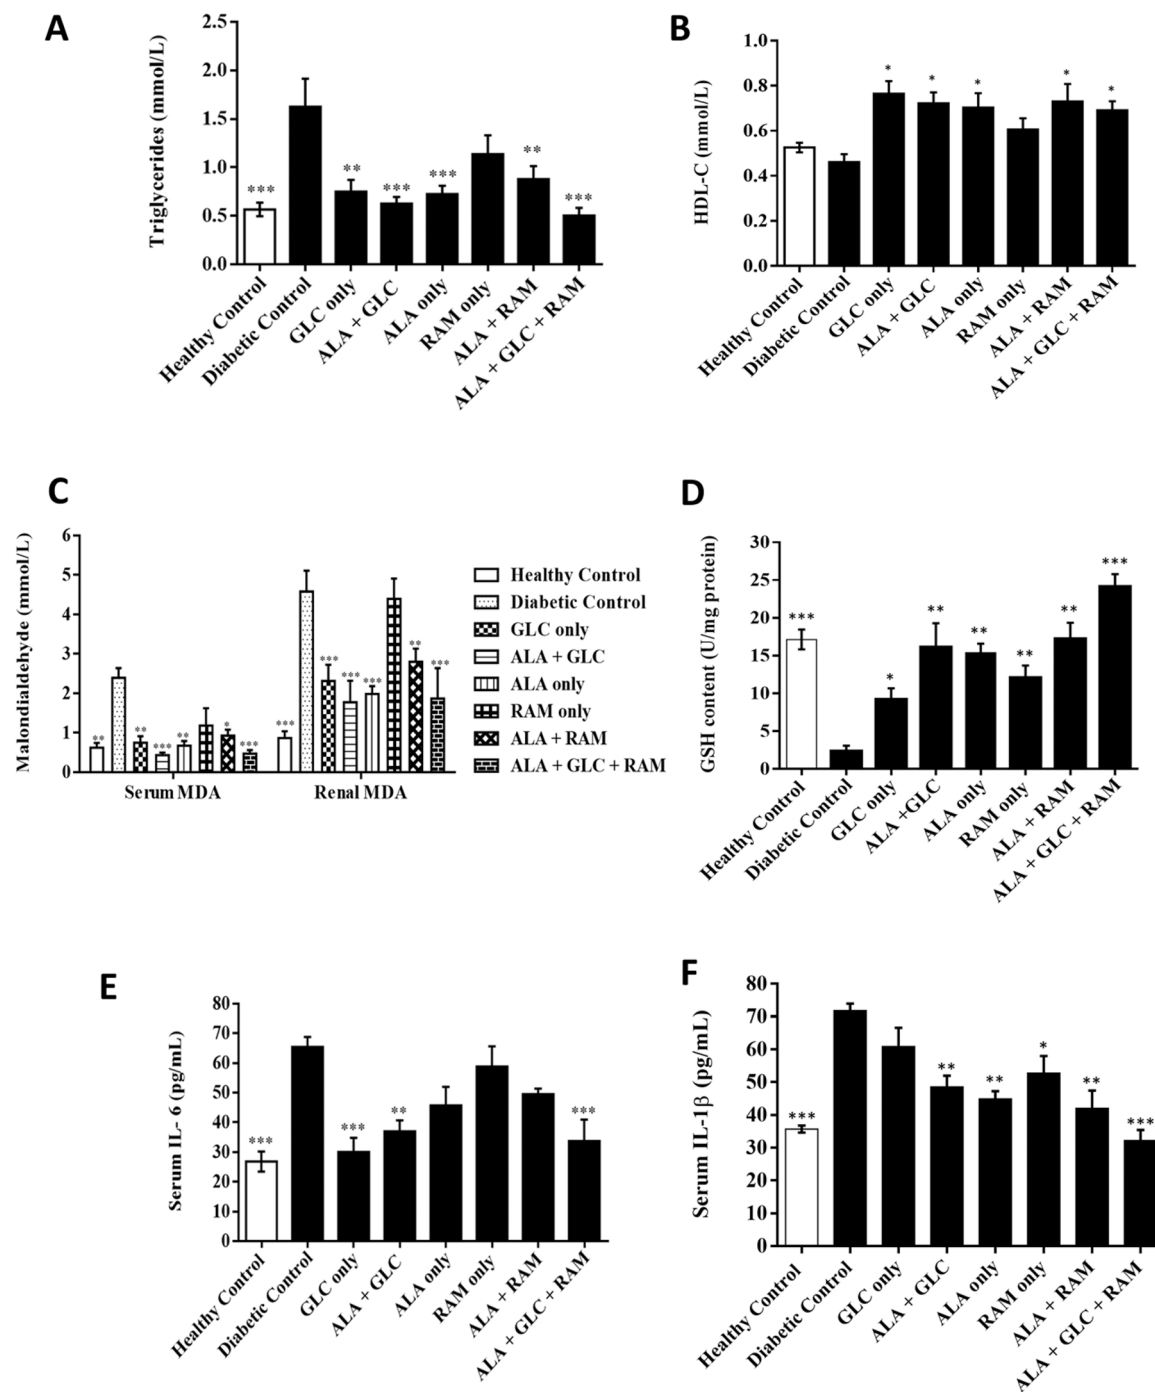 A
Triglycerides (mmol/L)
2.5
2.0
1.5
1.0
0.5
0.0
***
**
***
***
**
***
Healthy Control
Diabetic Control
GLC only
ALA + GLC
ALA only
RAM only
ALA + RAM
ALA + GLC + RAM
B
HDL-C (mmol/L)
1.0
0.8
0.6
0.4
0.2
0.0
*
*
*
*
*
Healthy Control
Diabetic Control
GLC only
ALA + GLC
ALA only
RAM only
ALA + RAM
ALA + GLC + RAM
C
Malondialdehyde (mmol/L)
6
5
4
3
2
1
0
**
**
***
**
*
***
***
***
***
***
**
***
Serum MDA
Renal MDA
Healthy Control
Diabetic Control
GLC only
ALA + GLC
ALA only
RAM only
ALA + RAM
ALA + GLC + RAM
D
GSH content (U/mg protein)
30
25
20
15
10
5
0
***
*
**
**
**
**
***
Healthy Control
Diabetic Control
GLC only
ALA +GLC
ALA only
RAM only
ALA + RAM
ALA + GLC + RAM
E
Serum IL- 6 (pg/mL)
80
70
60
50
40
30
20
10
0
***
***
**
***
Healthy Control
Diabetic Control
GLC only
ALA + GLC
ALA only
RAM only
ALA + RAM
ALA + GLC + RAM
F
Serum IL-1β (pg/mL)
80
70
60
50
40
30
20
10
0
***
**
**
*
**
***
Healthy Control
Diabetic Control
GLC only
ALA + GLC
ALA only
RAM only
ALA + RAM
ALA + GLC + RAM